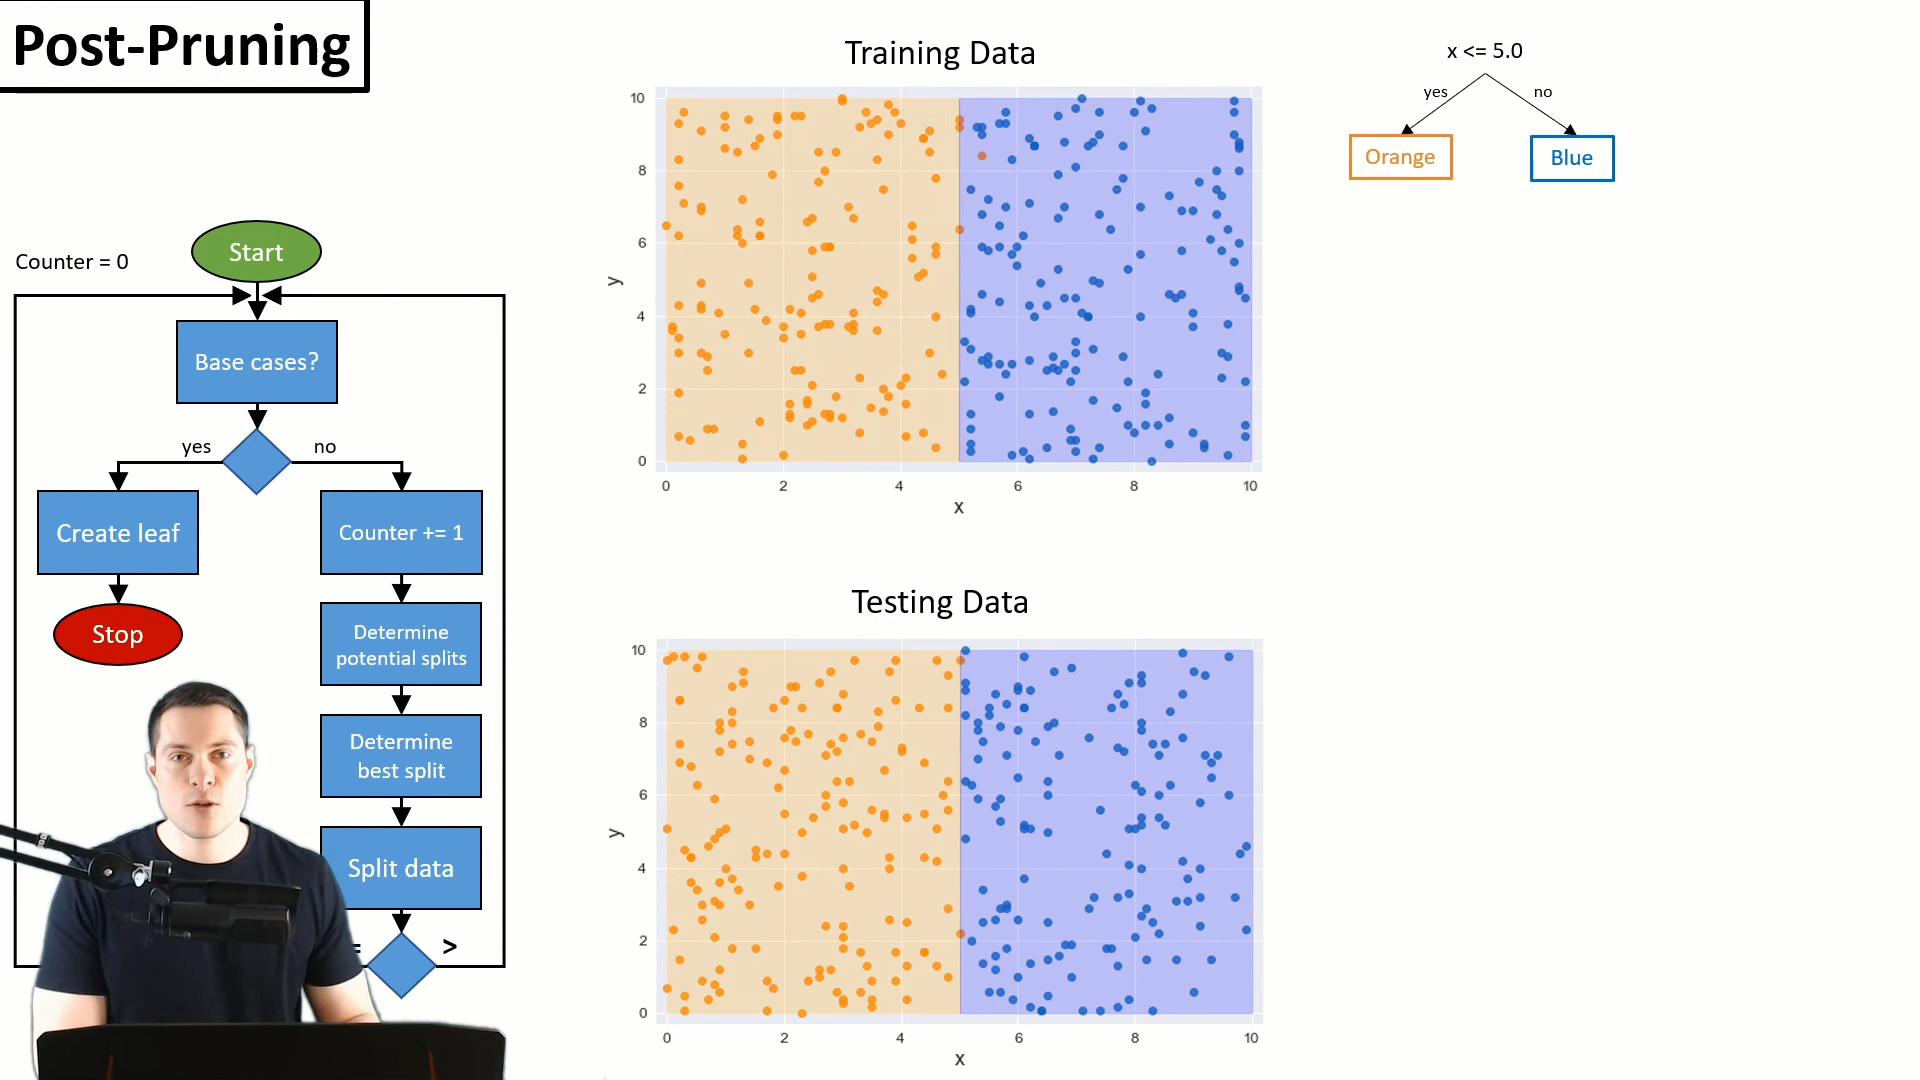 Post-Pruning
Counter = 0
Start
Base cases?
yes
no
Create leaf
Counter += 1
Stop
Determine
potential splits
Determine
best split
Split data
=
>
Training Data
10
8
6
4
2
0
y
0
2
4
6
8
10
x
Testing Data
10
8
6
4
2
0
y
0
2
4
6
8
10
x
x <= 5.0
yes
no
Orange
Blue